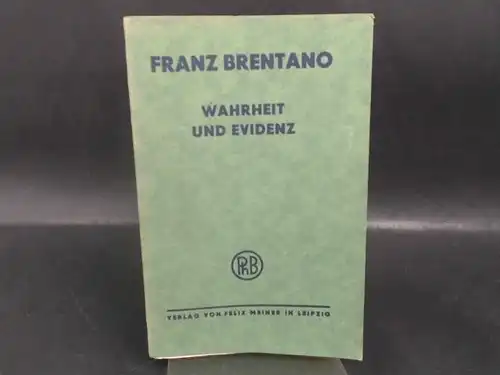 FRANZ BRENTANO
WAHRHEIT
UND EVIDENZ
PhB
VERLAG VON FELIX MEINER IN LEIPZIG